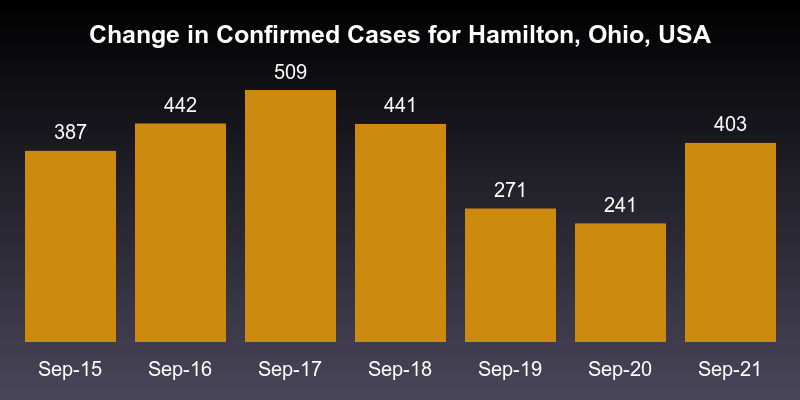 Change in Confirmed Cases for Hamilton, Ohio, USA
387 442 509 441 271 241 403
Sep-15 Sep-16 Sep-17 Sep-18 Sep-19 Sep-20 Sep-21